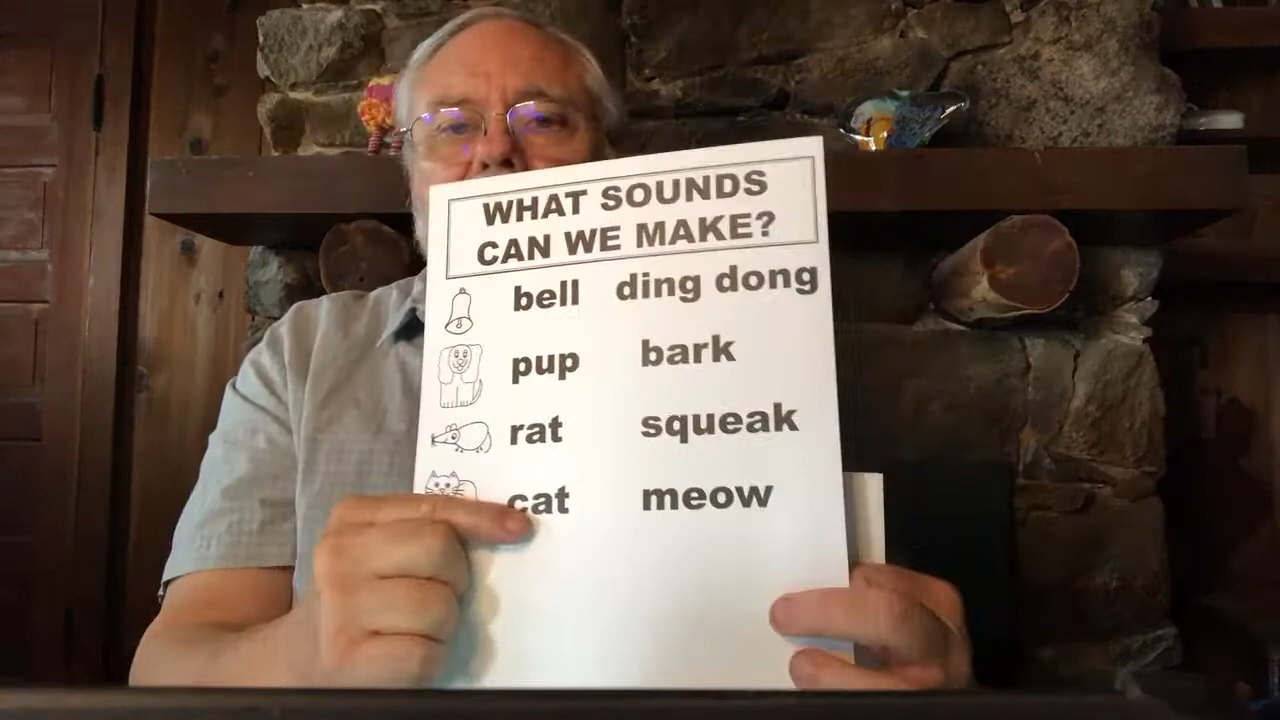 WHAT SOUNDS
CAN WE MAKE?
bell ding dong
pup bark
rat squeak
cat meow